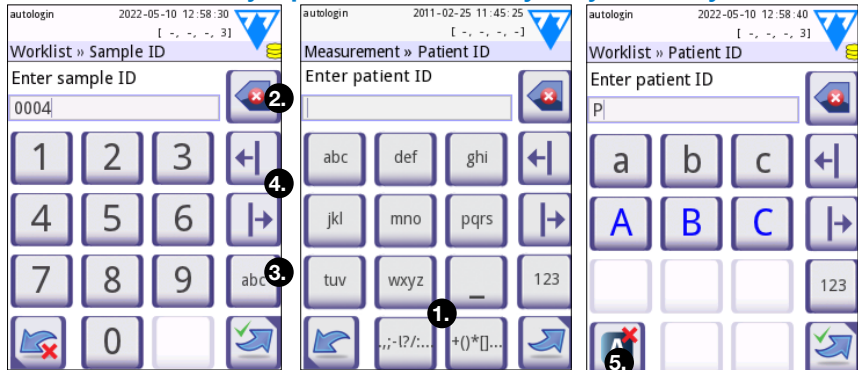 autologin 2022-05-10 12:58:30
[ -, -, -, 3]
Worklist » Sample ID
Enter sample ID
0004
2.
1 2 3
4.
4 5 6
7 8 9 abc
3.
0
autologin 2011-02-25 11:45:25
[ -, -, -, -]
Measurement » Patient ID
Enter patient ID
abc def ghi
jkl mno pqrs
tuv wxyz _ 123
1.
.,;-!?/:... +()*[]...
autologin 2022-05-10 12:58:40
[ -, -, -, 3]
Worklist » Patient ID
Enter patient ID
P
a b c
A B C
123
A
5.